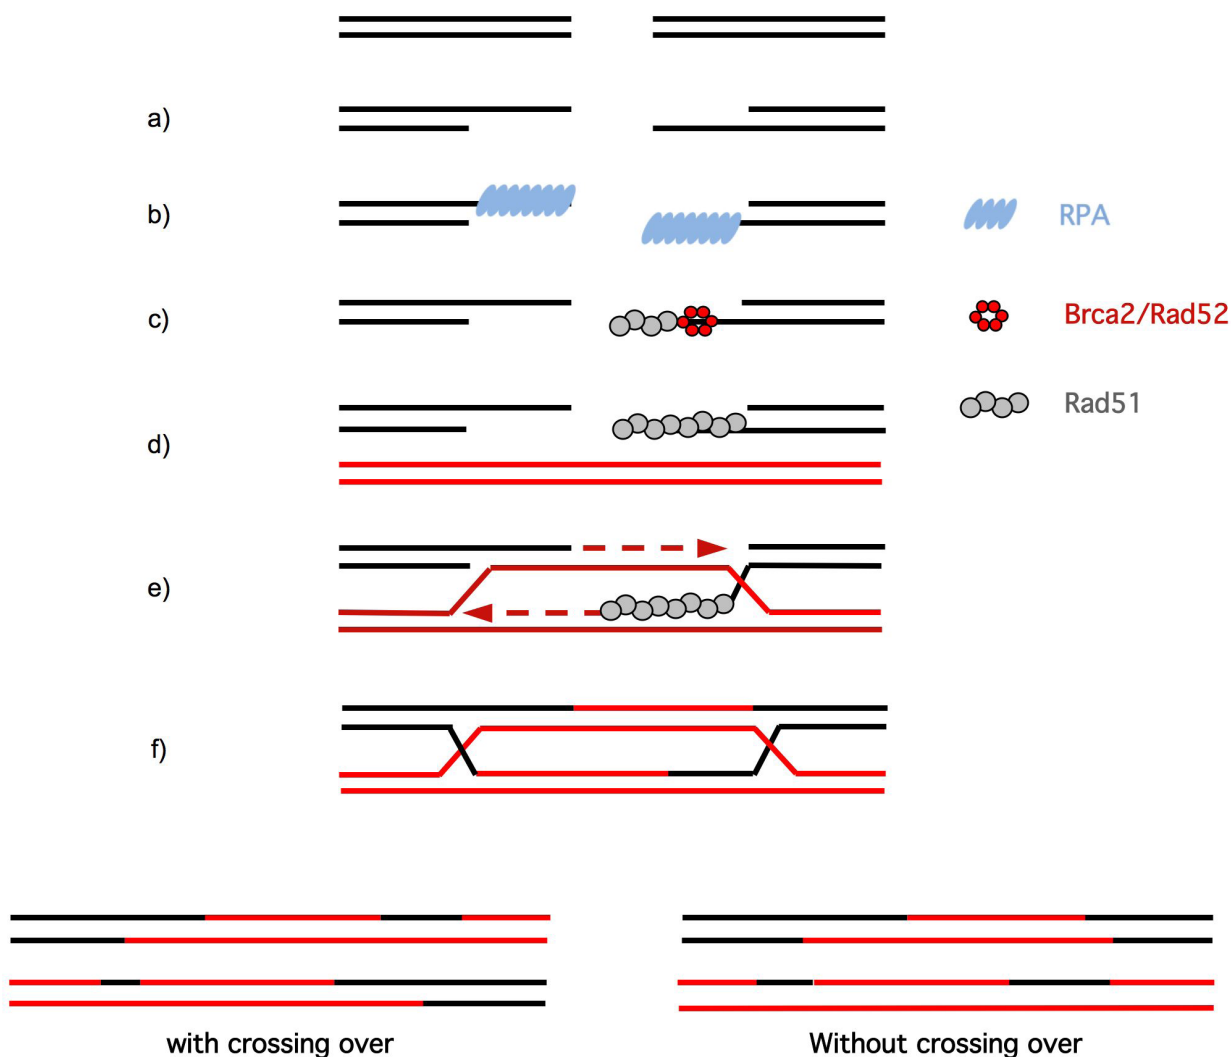 a)
b)
RPA
c)
Brca2/Rad52
Rad51
d)
e)
f)
with crossing over
Without crossing over